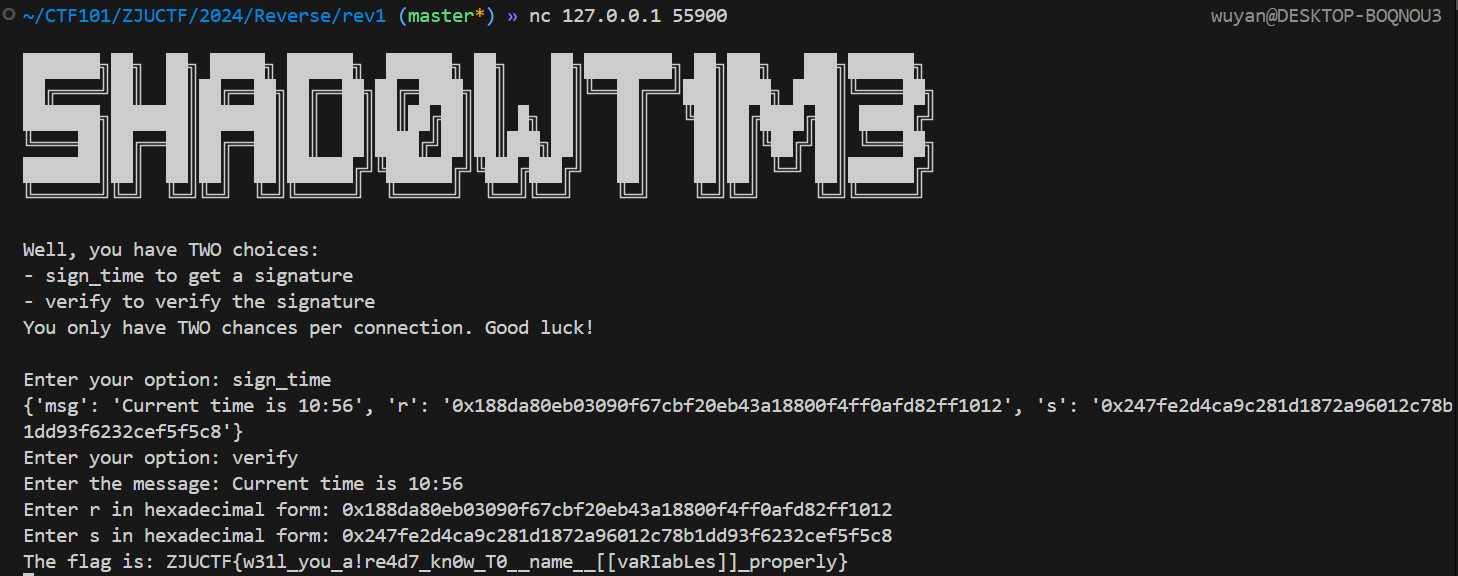 ~/CTF101/ZJUCTF/2024/Reverse/rev1 (master*) » nc 127.0.0.1 55900 wuyan@DESKTOP-BOQNOU3
SHAD0WT1M3
Well, you have TWO choices:
- sign_time to get a signature
- verify to verify the signature
You only have TWO chances per connection. Good luck!
Enter your option: sign_time
{'msg': 'Current time is 10:56', 'r': '0x188da80eb03090f67cbf20eb43a18800f4ff0afd82ff1012', 's': '0x247fe2d4ca9c281d1872a96012c78b
1dd93f6232cef5f5c8'}
Enter your option: verify
Enter the message: Current time is 10:56
Enter r in hexadecimal form: 0x188da80eb03090f67cbf20eb43a18800f4ff0afd82ff1012
Enter s in hexadecimal form: 0x247fe2d4ca9c281d1872a96012c78b1dd93f6232cef5f5c8
The flag is: ZJUCTF{w31l_you_a!re4d7_kn0w_T0__name__[[vaRIabLes]]_properly}